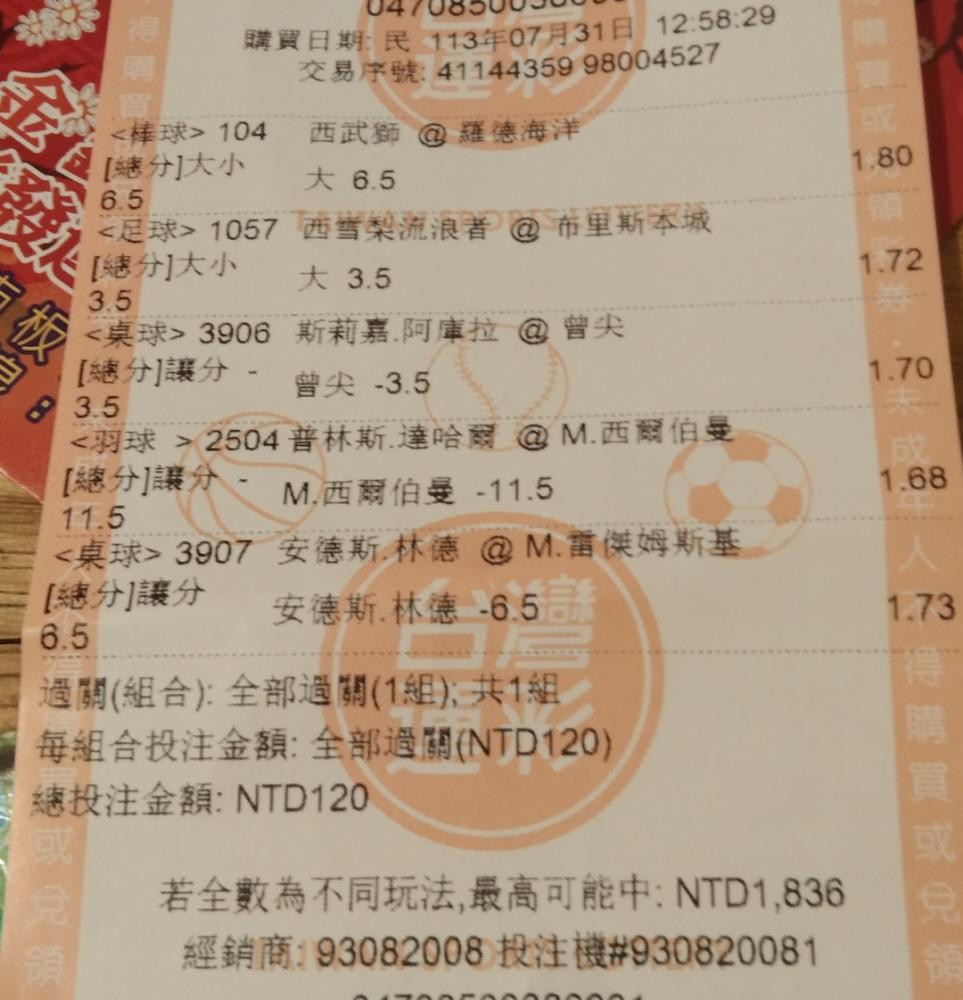 購買日期: 民 113年07月31日 12:58:29
交易序號: 41144359 98004527
<棒球> 104 西武獅 @ 羅德海洋
[總分]大小 大 6.5 1.80
6.5
TAIWAN SPORTS LOTTERY
<足球> 1057 西雪梨流浪者 @ 布里斯本城
[總分]大小 大 3.5 1.72
3.5
<桌球> 3906 斯莉嘉.阿庫拉 @ 曾尖
[總分]讓分 - 曾尖 -3.5 1.70
3.5
<羽球 > 2504 普林斯.達哈爾 @ M.西爾伯曼
[總分]讓分 - M.西爾伯曼 -11.5 1.68
11.5
<桌球> 3907 安德斯.林德 @ M.雷傑姆斯基
[總分]讓分 安德斯.林德 -6.5 1.73
6.5
台灣
運彩
過關(組合): 全部過關(1組); 共1組
每組合投注金額: 全部過關(NTD120)
總投注金額: NTD120
若全數為不同玩法,最高可能中: NTD1,836
經銷商: 93082008 投注機#930820081